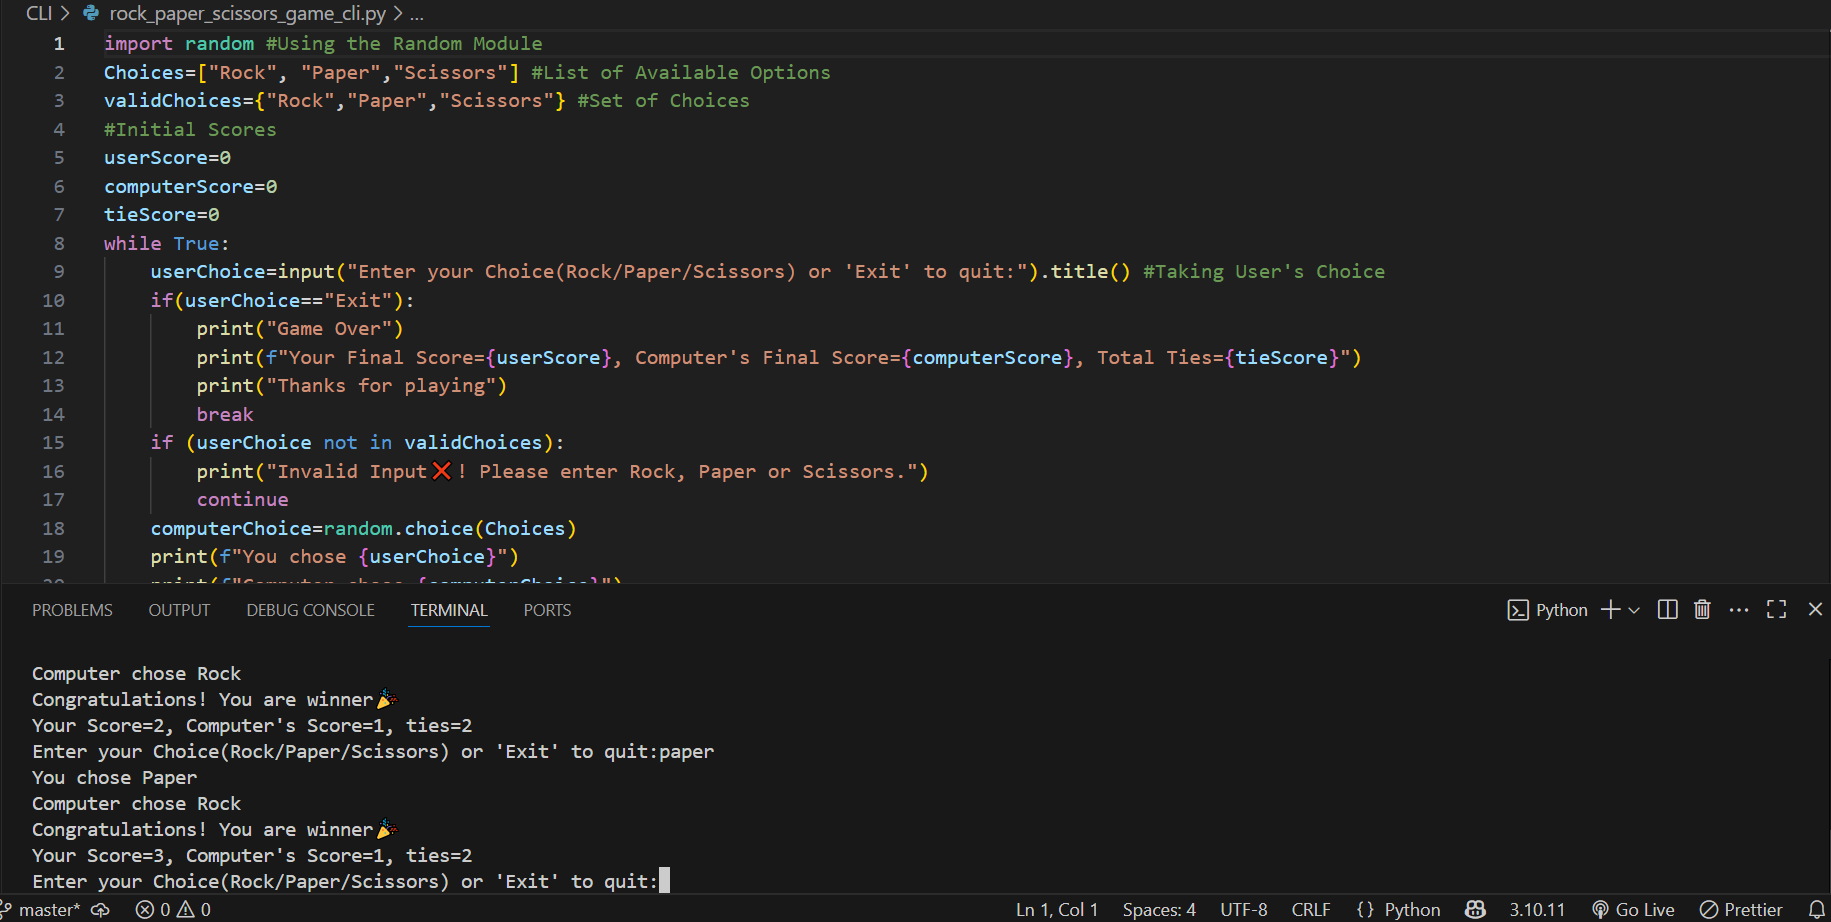 CLI > rock_paper_scissors_game_cli.py > ...
1 import random #Using the Random Module
2 Choices=["Rock", "Paper","Scissors"] #List of Available Options
3 validChoices={"Rock","Paper","Scissors"} #Set of Choices
4 #Initial Scores
5 userScore=0
6 computerScore=0
7 tieScore=0
8 while True:
9     userChoice=input("Enter your Choice(Rock/Paper/Scissors) or 'Exit' to quit:").title() #Taking User's Choice
10     if(userChoice=="Exit"):
11         print("Game Over")
12         print(f"Your Final Score={userScore}, Computer's Final Score={computerScore}, Total Ties={tieScore}")
13         print("Thanks for playing")
14         break
15     if (userChoice not in validChoices):
16         print("Invalid Input❌! Please enter Rock, Paper or Scissors.")
17         continue
18     computerChoice=random.choice(Choices)
19     print(f"You chose {userChoice}")
20     print(f"Computer chose {computerChoice}")
PROBLEMS OUTPUT DEBUG CONSOLE TERMINAL PORTS Python
Computer chose Rock
Congratulations! You are winner🎉
Your Score=2, Computer's Score=1, ties=2
Enter your Choice(Rock/Paper/Scissors) or 'Exit' to quit:paper
You chose Paper
Computer chose Rock
Congratulations! You are winner🎉
Your Score=3, Computer's Score=1, ties=2
Enter your Choice(Rock/Paper/Scissors) or 'Exit' to quit:
master* 0 0 Ln 1, Col 1 Spaces: 4 UTF-8 CRLF {} Python 3.10.11 Go Live Prettier